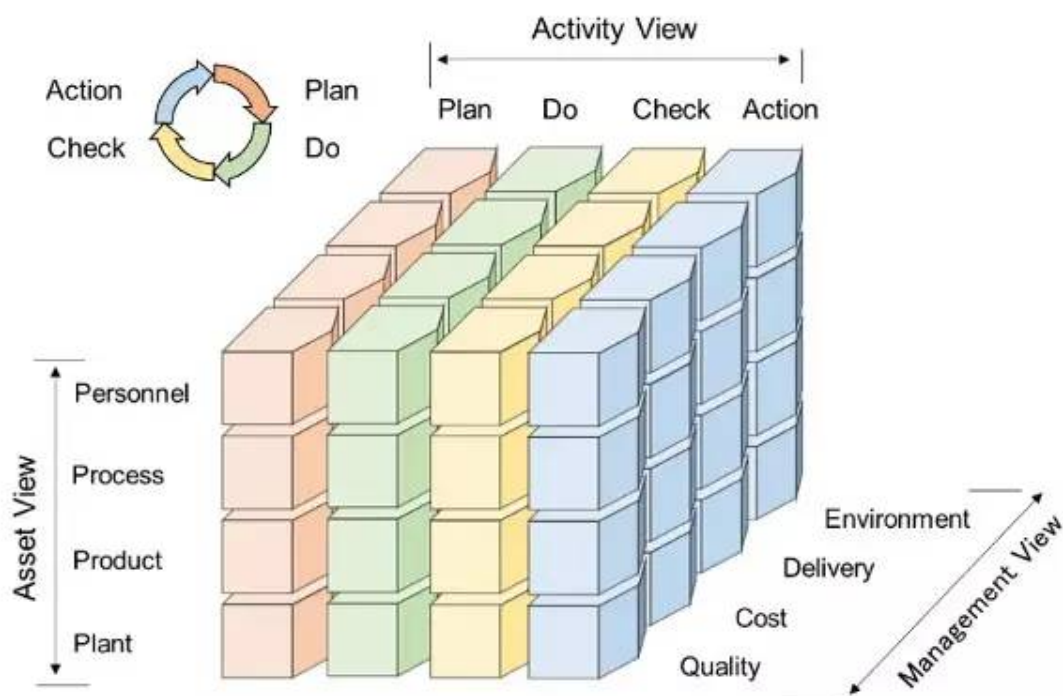 Activity View
Action
Plan
Check
Do
Plan
Do
Check
Action
Asset View
Personnel
Process
Product
Plant
Environment
Delivery
Cost
Quality
Management View